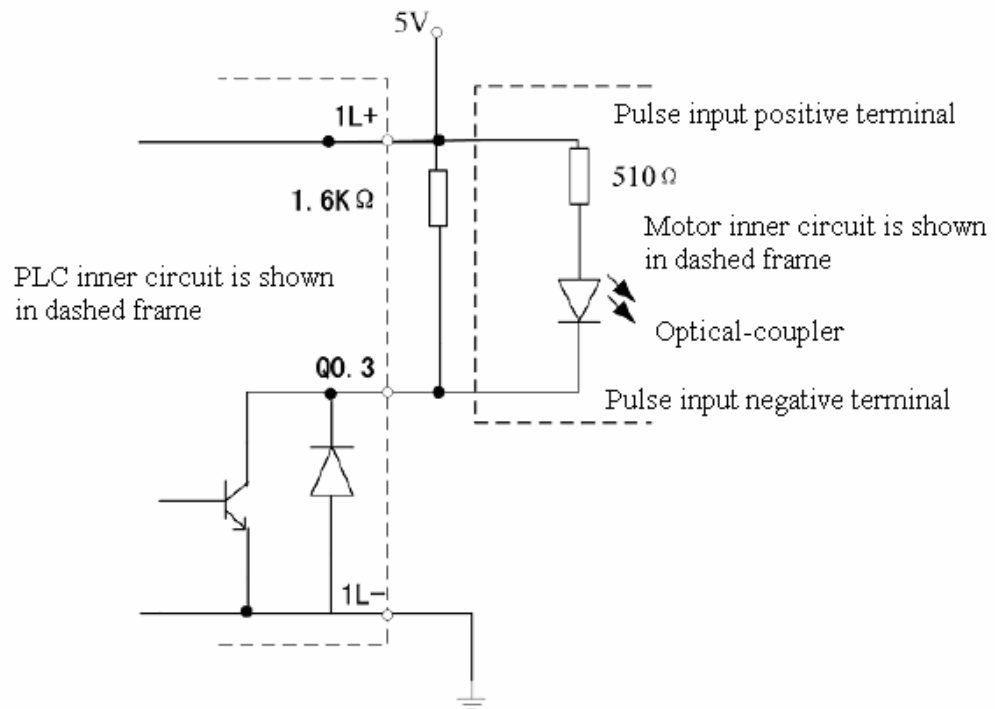 5V
1L+
Pulse input positive terminal
1.6KΩ
510Ω
Motor inner circuit is shown
in dashed frame
PLC inner circuit is shown
in dashed frame
Optical-coupler
Q0.3
Pulse input negative terminal
1L-